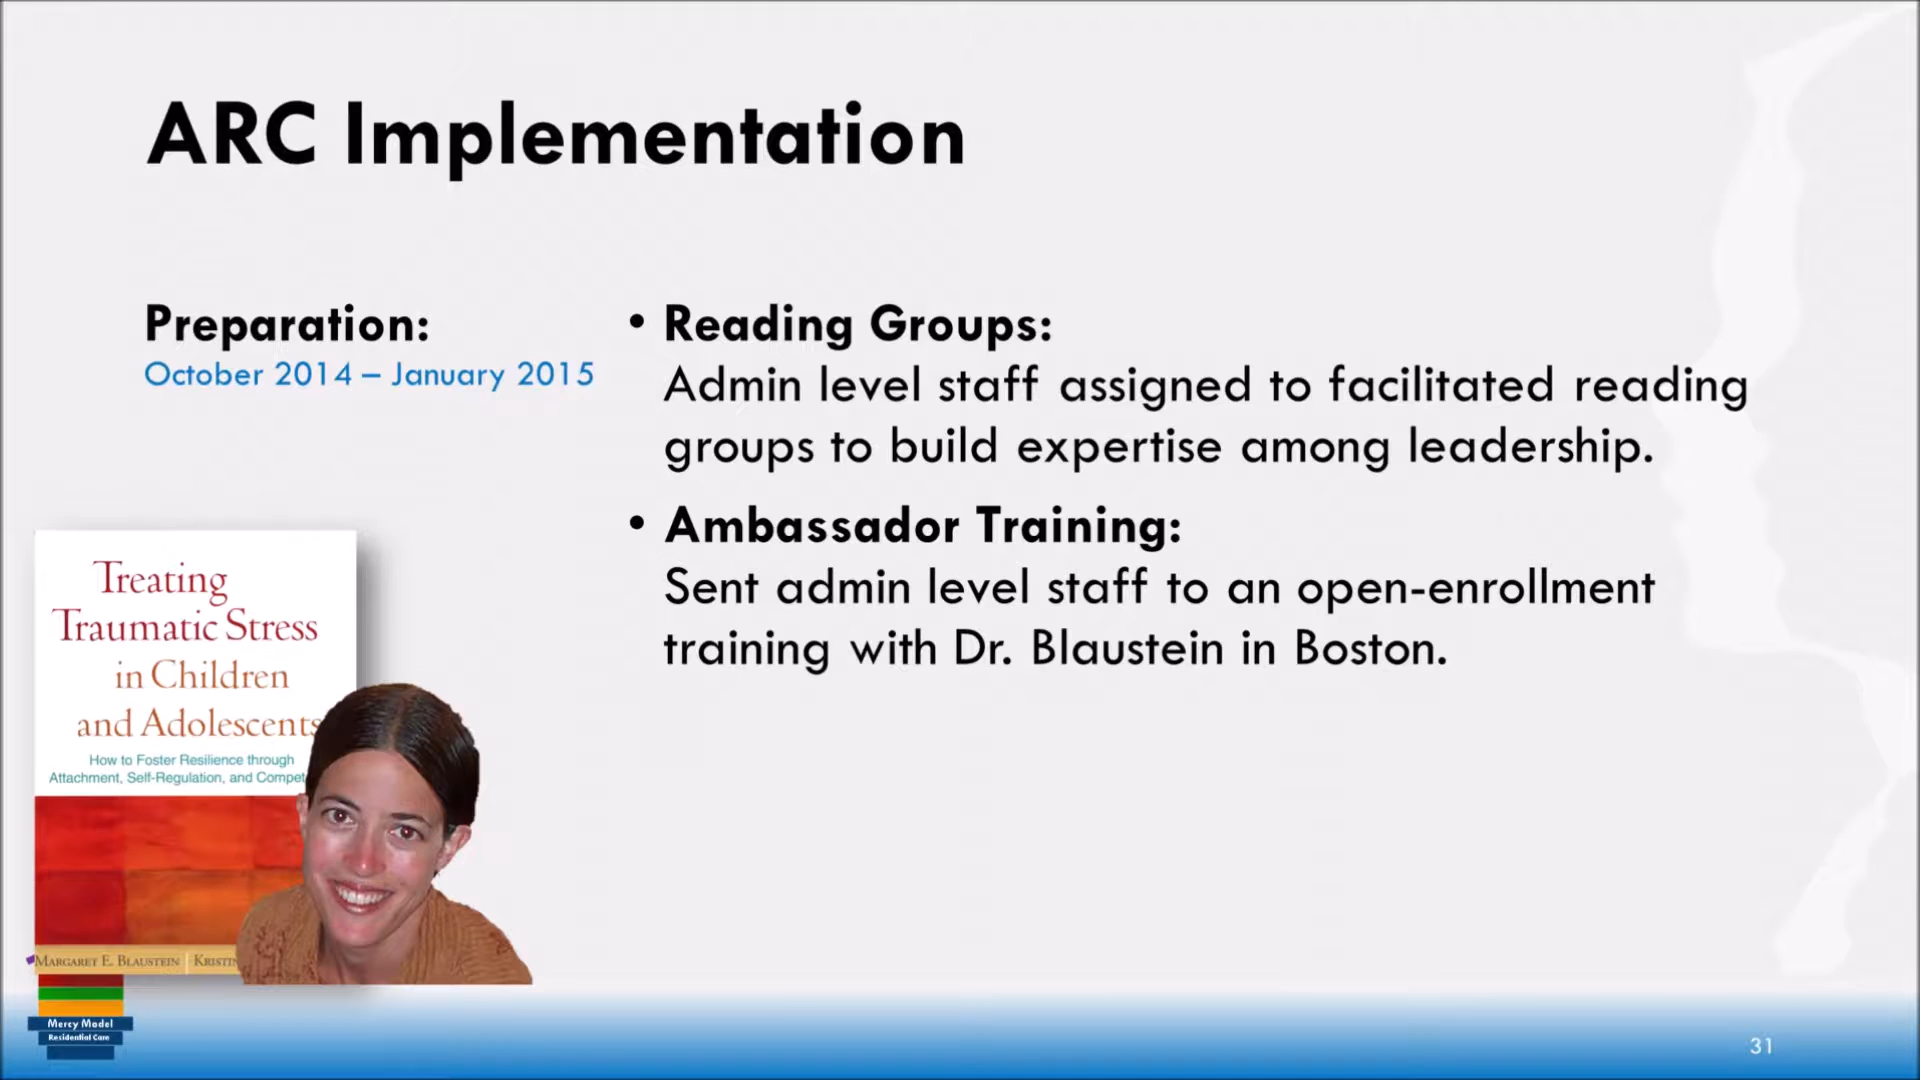 ARC Implementation
Preparation:
October 2014 – January 2015
• Reading Groups:
Admin level staff assigned to facilitated reading
groups to build expertise among leadership.
• Ambassador Training:
Sent admin level staff to an open-enrollment
training with Dr. Blaustein in Boston.
Treating
Traumatic Stress
in Children
and Adolescents
How to Foster Resilience through
Attachment, Self-Regulation, and
MARGARET E. BLAUSTEIN
Mercy Model
Residential Care
31